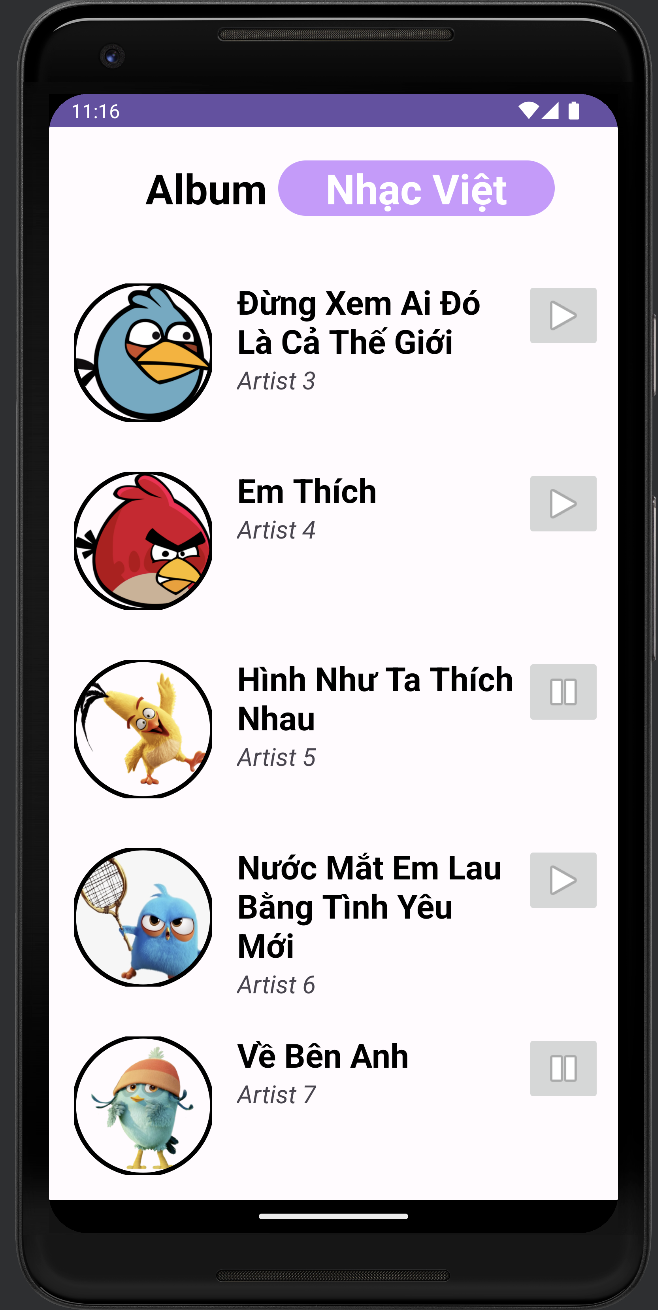 11:16
Album Nhạc Việt
Đừng Xem Ai Đó
Là Cả Thế Giới
Artist 3
Em Thích
Artist 4
Hình Như Ta Thích
Nhau
Artist 5
Nước Mắt Em Lau
Bằng Tình Yêu
Mới
Artist 6
Về Bên Anh
Artist 7